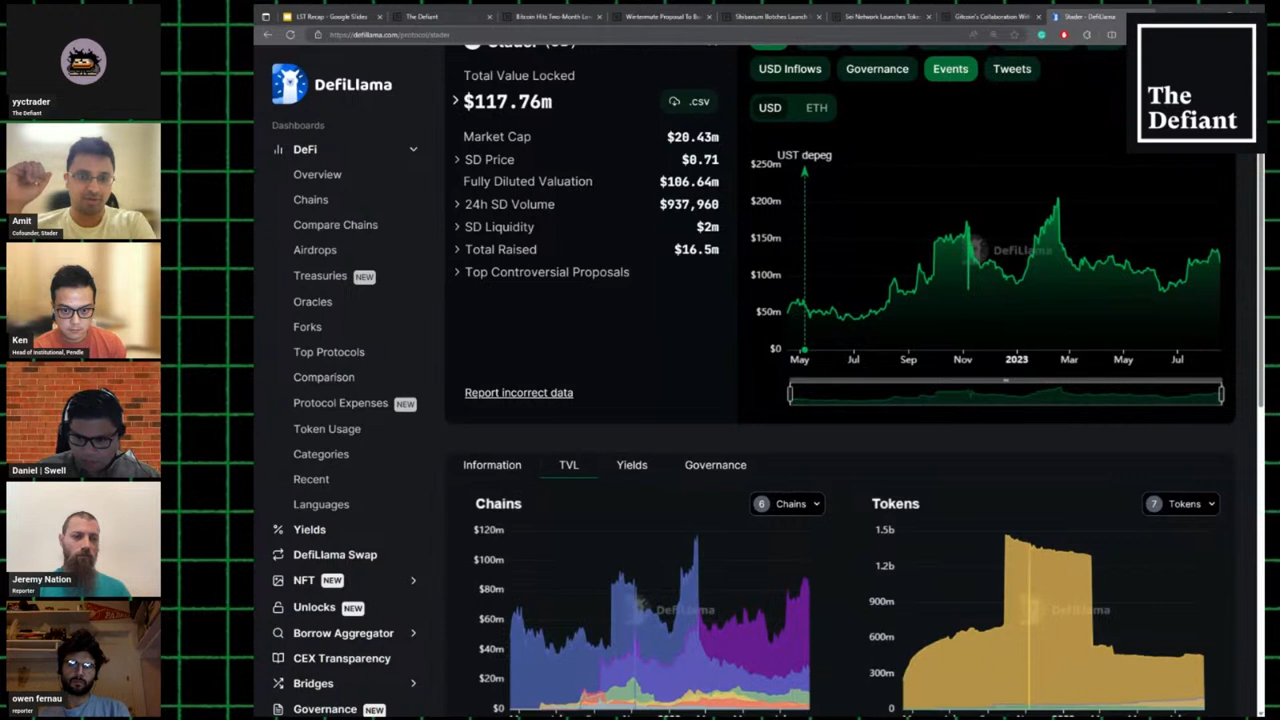 LST Recap - Google Slides
The Defiant
Bitcoin Hits Two-Month Lo
Wintermute Proposal To B
Shibarium Botches Launch
Sei Network Launches Token
Gitcoin's Collaboration With
Stader - DefiLlama
https://defillama.com/protocol/stader
The
Defiant
yyctrader
The Defiant
Amit
Cofounder, Stader
Ken
Head of Institutional, Pendle
Daniel | Swell
Jeremy Nation
Reporter
owen fernau
reporter
DefiLlama
Dashboards
DeFi
Overview
Chains
Compare Chains
Airdrops
Treasuries NEW
Oracles
Forks
Top Protocols
Comparison
Protocol Expenses NEW
Token Usage
Categories
Recent
Languages
Yields
DefiLlama Swap
NFT NEW
Unlocks NEW
Borrow Aggregator
CEX Transparency
Bridges
Governance NEW
Stader (SD)
Total Value Locked
$117.76m
.csv
Market Cap $20.43m
SD Price $0.71
Fully Diluted Valuation $106.64m
24h SD Volume $937,960
SD Liquidity $2m
Total Raised $16.5m
Top Controversial Proposals
Report incorrect data
USD Inflows Governance Events Tweets
USD ETH
UST depeg
$250m
$200m
$150m
$100m
$50m
$0
DefiLlama
May Jul Sep Nov 2023 Mar May Jul
Information TVL Yields Governance
Chains
6 Chains
$120m
$100m
$80m
$60m
$40m
$20m
$0
DefiLlama
Tokens
7 Tokens
1.5b
1.2b
900m
600m
300m
0
DefiLlama